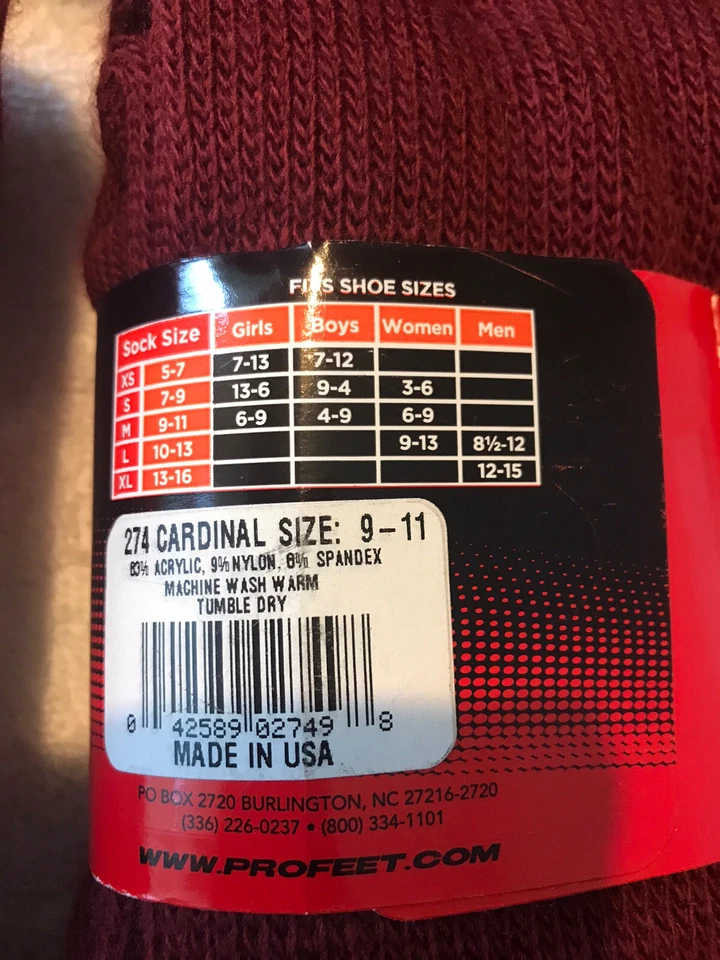 FITS SHOE SIZES
Sock Size Girls Boys Women Men
XS 5-7 7-13 7-12
S 7-9 13-6 9-4 3-6
M 9-11 6-9 4-9 6-9
L 10-13 9-13 8½-12
XL 13-16 12-15
274 CARDINAL SIZE: 9-11
83% ACRYLIC, 9% NYLON, 8% SPANDEX
MACHINE WASH WARM
TUMBLE DRY
0 42589 02749 8
MADE IN USA
PO BOX 2720 BURLINGTON, NC 27216-2720
(336) 226-0237 • (800) 334-1101
WWW.PROFEET.COM